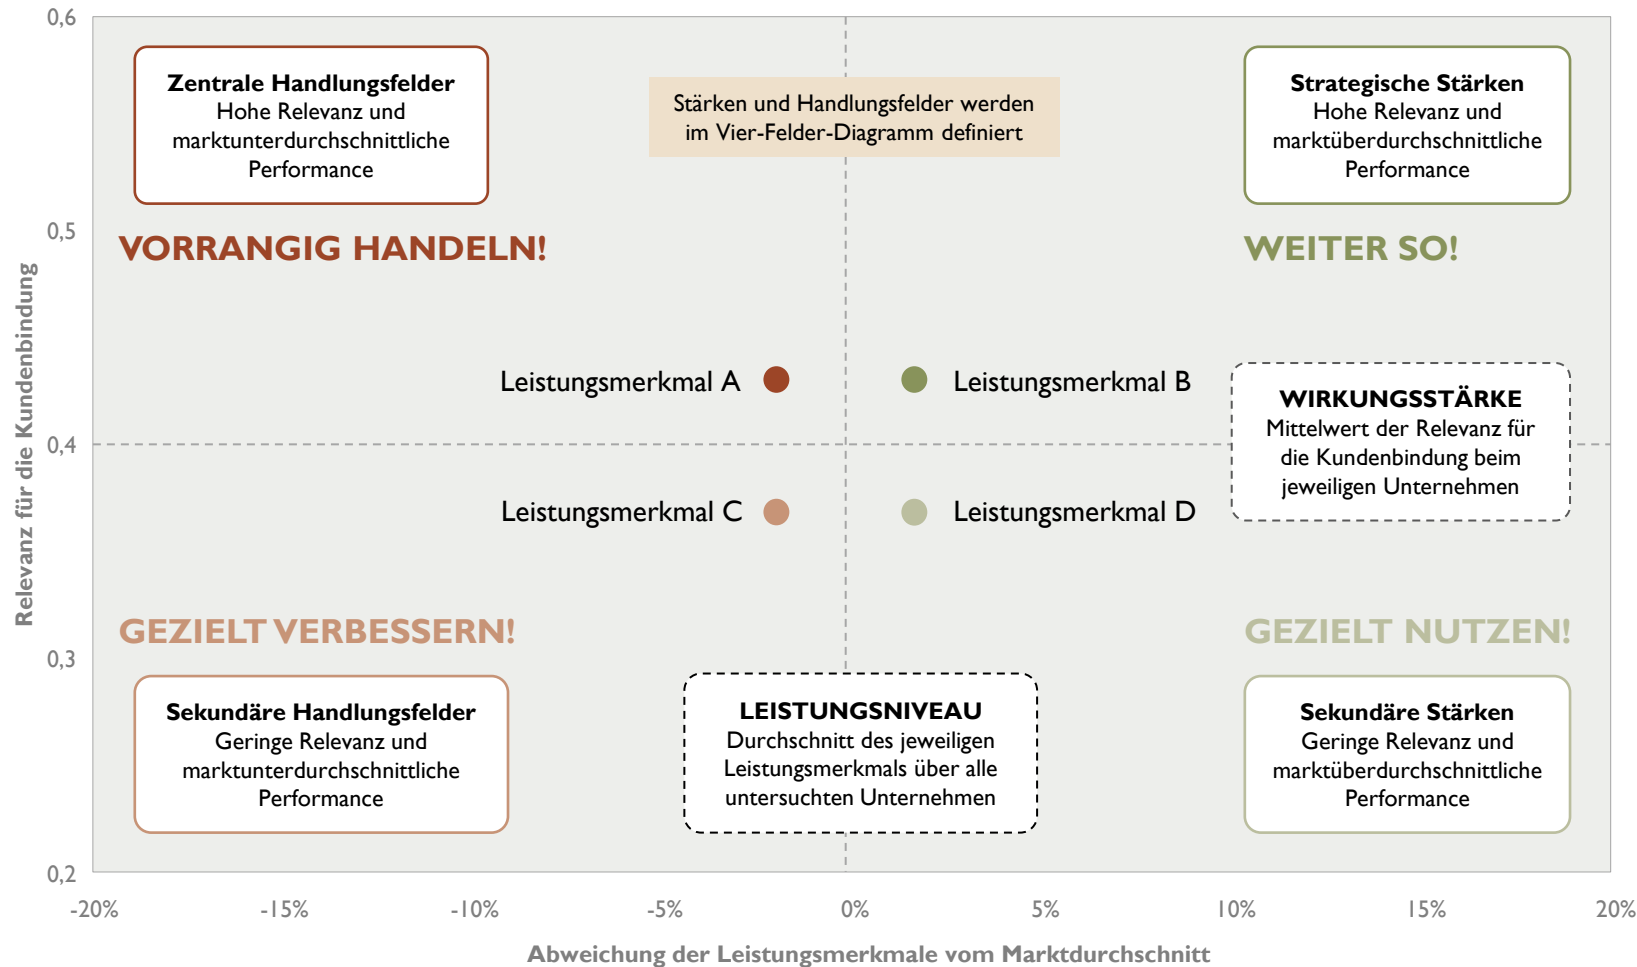 0,6
Zentrale Handlungsfelder
Hohe Relevanz und
marktunterdurchschnittliche
Performance
Stärken und Handlungsfelder werden
im Vier-Felder-Diagramm definiert
Strategische Stärken
Hohe Relevanz und
marktüberdurchschnittliche
Performance
0,5
VORRANGIG HANDELN!
WEITER SO!
Relevanz für die Kundenbindung
Leistungsmerkmal A
Leistungsmerkmal B
WIRKUNGSSTÄRKE
Mittelwert der Relevanz für
die Kundenbindung beim
jeweiligen Unternehmen
0,4
Leistungsmerkmal C
Leistungsmerkmal D
GEZIELT VERBESSERN!
GEZIELT NUTZEN!
0,3
Sekundäre Handlungsfelder
Geringe Relevanz und
marktunterdurchschnittliche
Performance
LEISTUNGSNIVEAU
Durchschnitt des jeweiligen
Leistungsmerkmals über alle
untersuchten Unternehmen
Sekundäre Stärken
Geringe Relevanz und
marktüberdurchschnittliche
Performance
0,2
-20% -15% -10% -5% 0% 5% 10% 15% 20%
Abweichung der Leistungsmerkmale vom Marktdurchschnitt